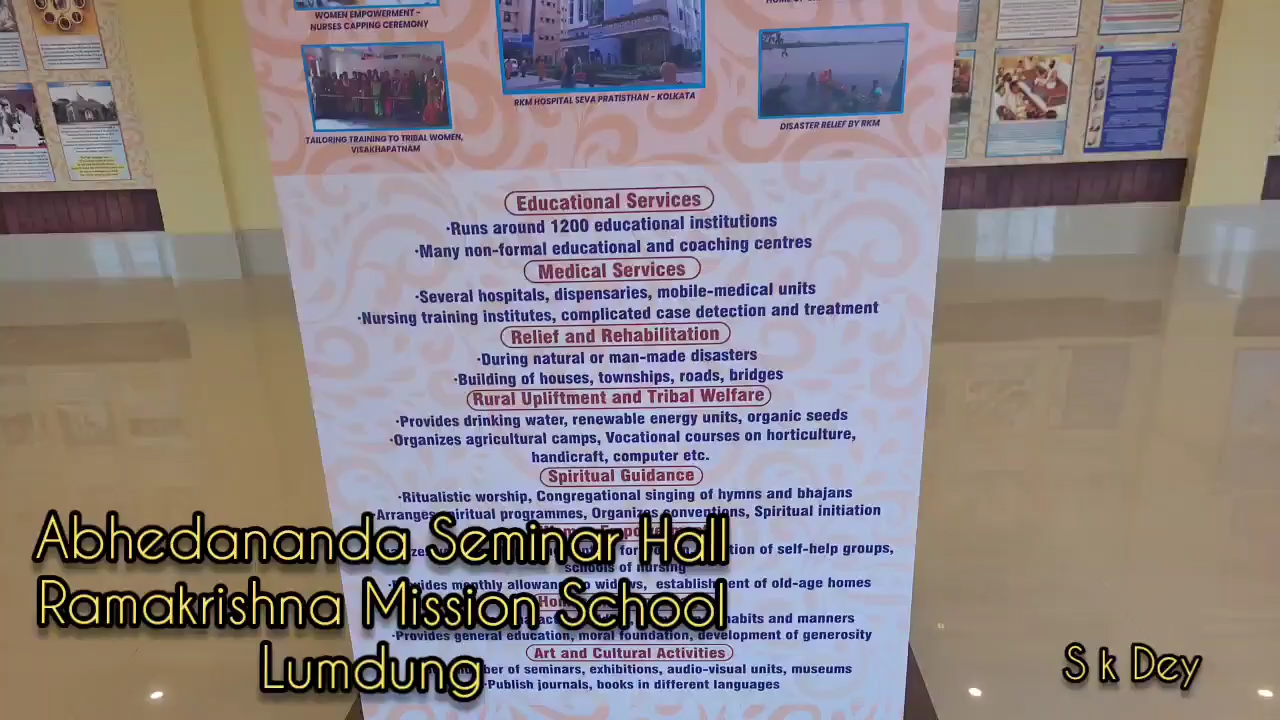 WOMEN EMPOWERMENT -
NURSES CAPPING CEREMONY
TAILORING TRAINING TO TRIBAL WOMEN,
VISAKHAPATNAM
RKM HOSPITAL SEVA PRATISTHAN - KOLKATA
DISASTER RELIEF BY RKM
Educational Services
·Runs around 1200 educational institutions
·Many non-formal educational and coaching centres
Medical Services
·Several hospitals, dispensaries, mobile-medical units
·Nursing training institutes, complicated case detection and treatment
Relief and Rehabilitation
·During natural or man-made disasters
·Building of houses, townships, roads, bridges
Rural Upliftment and Tribal Welfare
·Provides drinking water, renewable energy units, organic seeds
·Organizes agricultural camps, Vocational courses on horticulture,
handicraft, computer etc.
Spiritual Guidance
·Ritualistic worship, Congregational singing of hymns and bhajans
Arranges spiritual programmes, Organizes conventions, Spiritual initiation
for of self-help groups,
schools of nursing
monthly widows, establishment of old-age homes
habits and manners
·Provides general education, moral foundation, development of generosity
Art and Cultural Activities
of seminars, exhibitions, audio-visual units, museums
·Publish journals, books in different languages
Abhedananda Seminar Hall
Ramakrishna Mission School
Lumdung
S k Dey